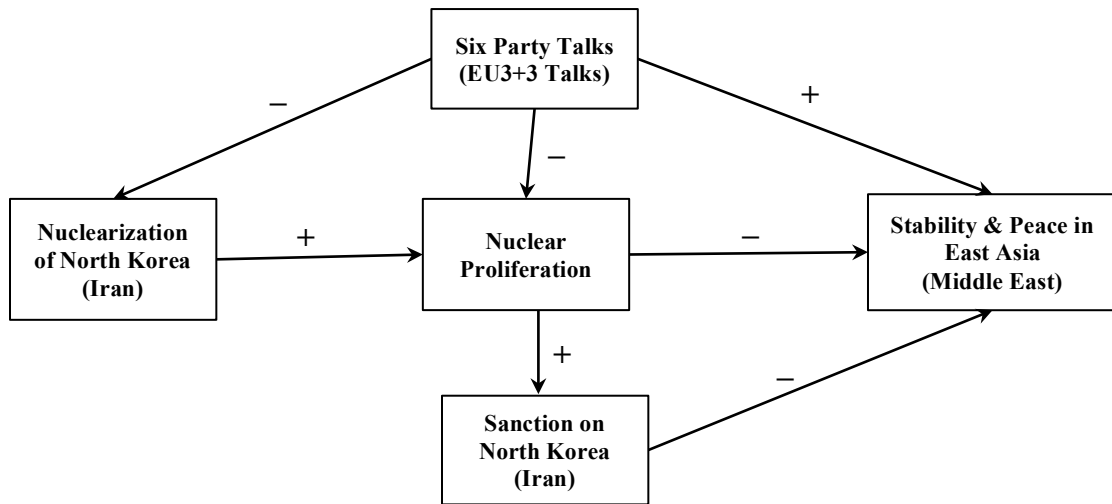 Six Party Talks
(EU3+3 Talks)
−
−
+
Nuclearization
of North Korea
(Iran)
+
Nuclear
Proliferation
−
Stability & Peace in
East Asia
(Middle East)
+
−
Sanction on
North Korea
(Iran)